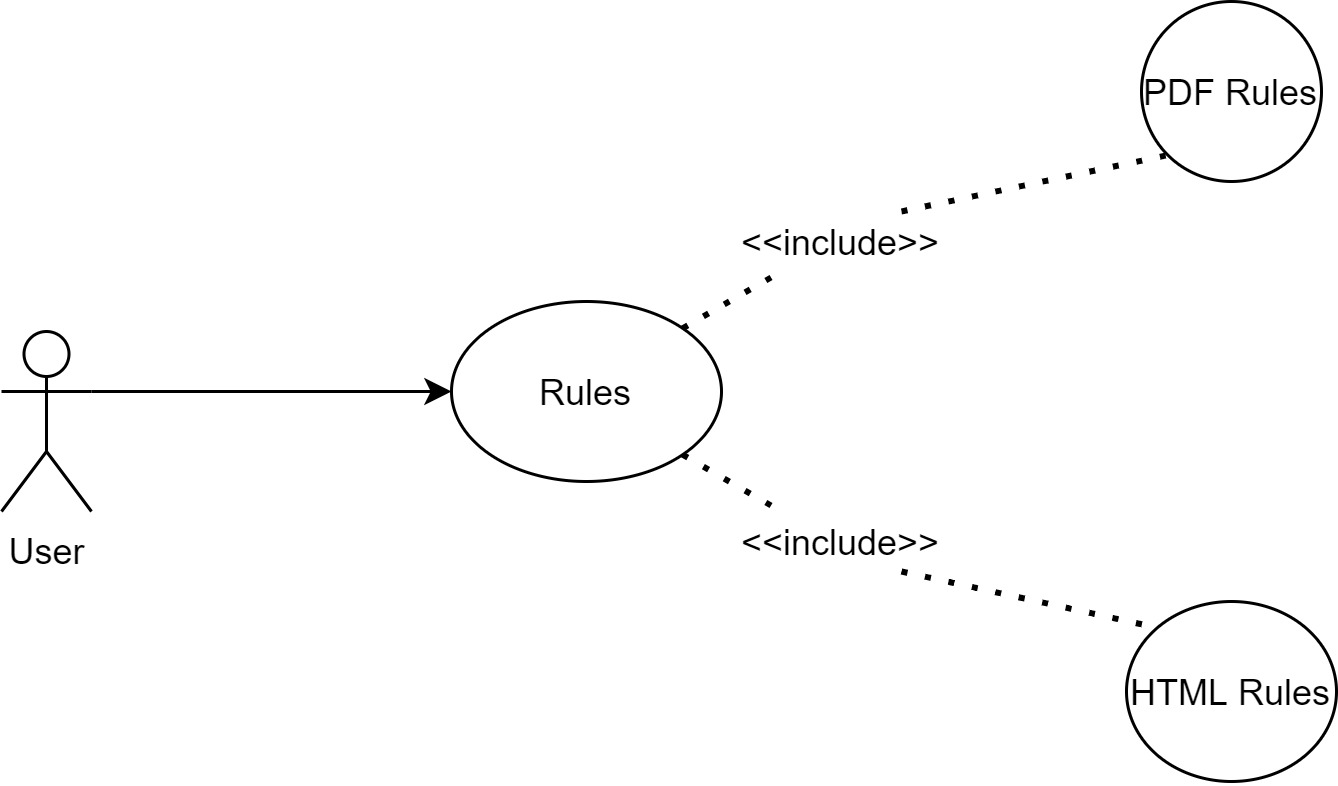 PDF Rules
<<include>>
Rules
User
<<include>>
HTML Rules